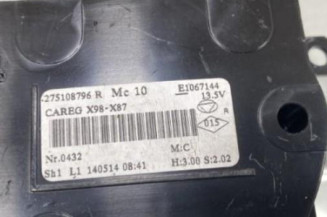 275108796 R Mc 10 E1067144
13.5V
CAREG X98-X87
R
015
Nr.0432 M:C
Sh1 L1 140514 08:41 H:3.00 S:2.02